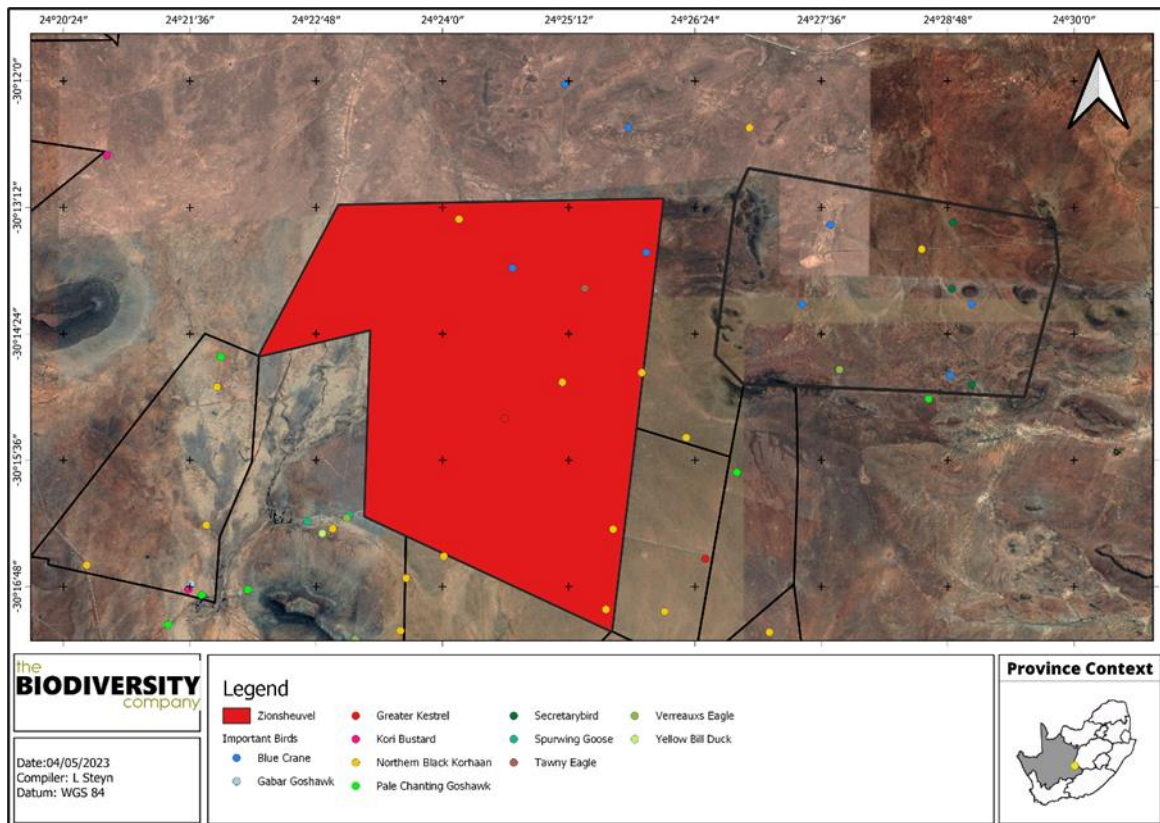 24°20'24" 24°21'36" 24°22'48" 24°24'0" 24°25'12" 24°26'24" 24°27'36" 24°28'48" 24°30'0"
-30°12'0"
-30°13'12"
-30°14'24"
-30°15'36"
-30°16'48"
the
BIODIVERSITY
company
Date:04/05/2023
Compiler: L Steyn
Datum: WGS 84
Legend
Zionsheuvel
Important Birds
Blue Crane
Gabar Goshawk
Greater Kestrel
Kori Bustard
Northern Black Korhaan
Pale Chanting Goshawk
Secretarybird
Spurwing Goose
Tawny Eagle
Verreauxs Eagle
Yellow Bill Duck
Province Context